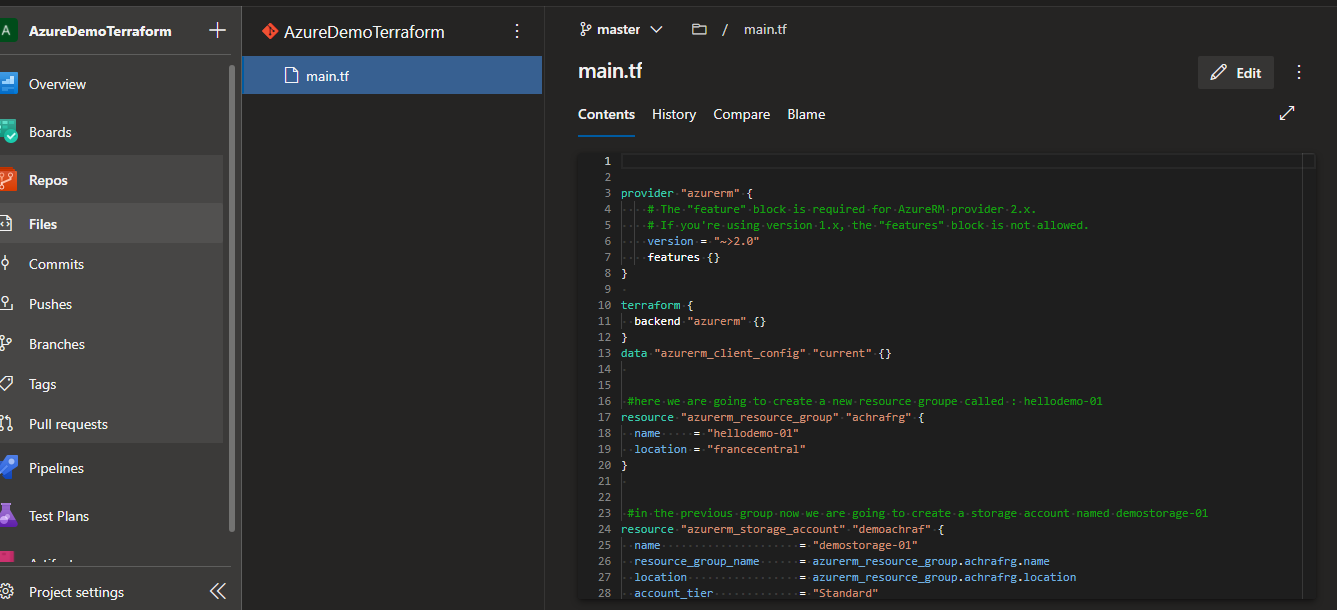 A AzureDemoTerraform +
Overview
Boards
Repos
Files
Commits
Pushes
Branches
Tags
Pull requests
Pipelines
Test Plans
Project settings
AzureDemoTerraform
main.tf
master / main.tf
main.tf
Edit
Contents History Compare Blame
1
2
3 provider "azurerm" {
4 # The "feature" block is required for AzureRM provider 2.x.
5 # If you're using version 1.x, the "features" block is not allowed.
6 version = "~>2.0"
7 features {}
8 }
9
10 terraform {
11 backend "azurerm" {}
12 }
13 data "azurerm_client_config" "current" {}
14
15
16 #here we are going to create a new resource groupe called : hellodemo-01
17 resource "azurerm_resource_group" "achrafrg" {
18 name = "hellodemo-01"
19 location = "francecentral"
20 }
21
22
23 #in the previous group now we are going to create a storage account named demostorage-01
24 resource "azurerm_storage_account" "demoachraf" {
25 name = "demostorage-01"
26 resource_group_name = azurerm_resource_group.achrafrg.name
27 location = azurerm_resource_group.achrafrg.location
28 account_tier = "Standard"